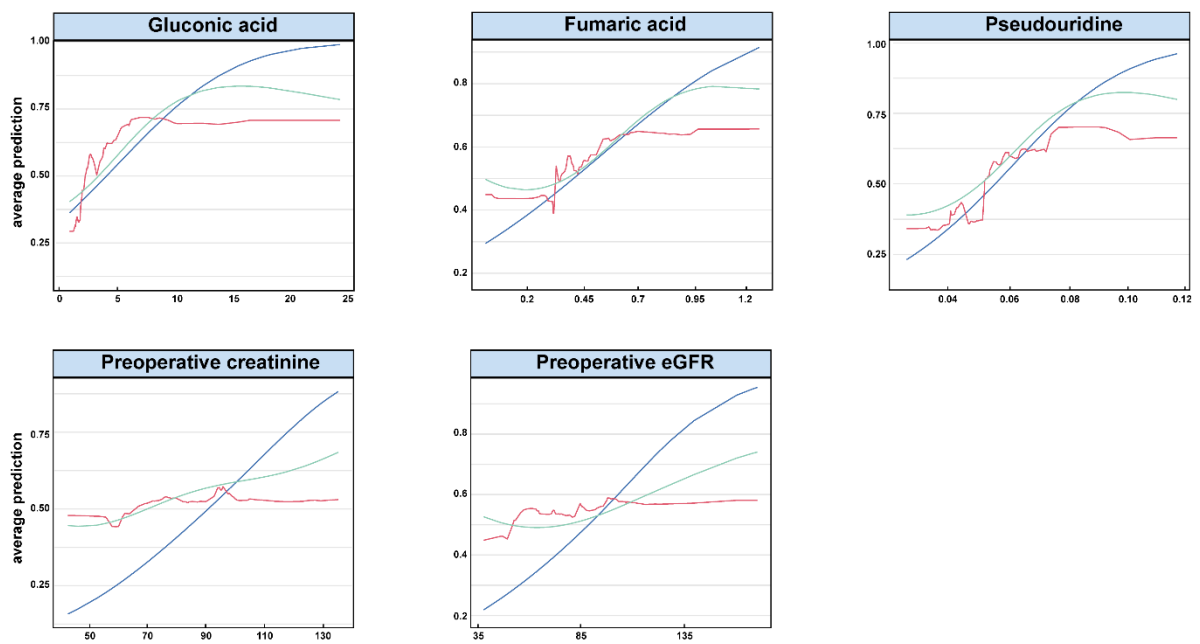 Gluconic acid
average prediction
1.00
0.75
0.50
0.25
0 5 10 15 20 25
Fumaric acid
0.8
0.6
0.4
0.2
0.2 0.45 0.7 0.95 1.2
Pseudouridine
1.00
0.75
0.50
0.25
0.04 0.06 0.08 0.10 0.12
Preoperative creatinine
average prediction
0.75
0.50
0.25
50 70 90 110 130
Preoperative eGFR
0.8
0.6
0.4
0.2
35 85 135